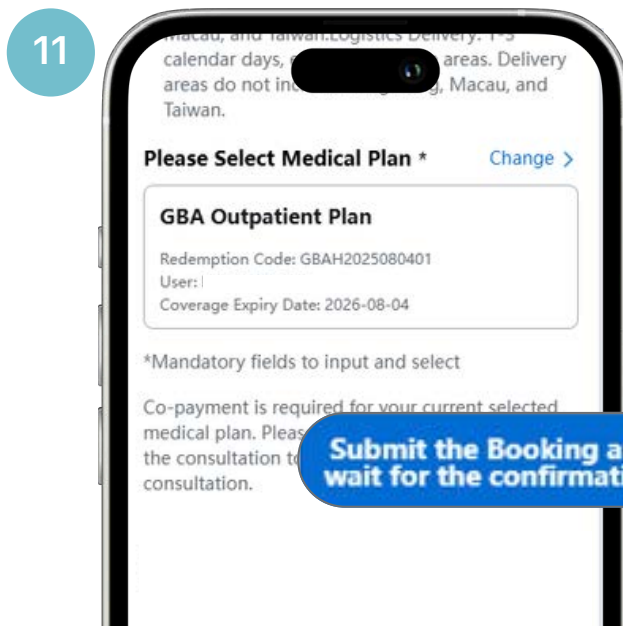 11
Macau, and Taiwan.Logistics Delivery: 1-3
calendar days, areas. Delivery
areas do not Macau, and
Taiwan.
Please Select Medical Plan * Change >
GBA Outpatient Plan
Redemption Code: GBAH2025080401
User:
Coverage Expiry Date: 2026-08-04
*Mandatory fields to input and select
Co-payment is required for your current selected
medical plan.
the consultation
consultation.
Submit the Booking
wait for the